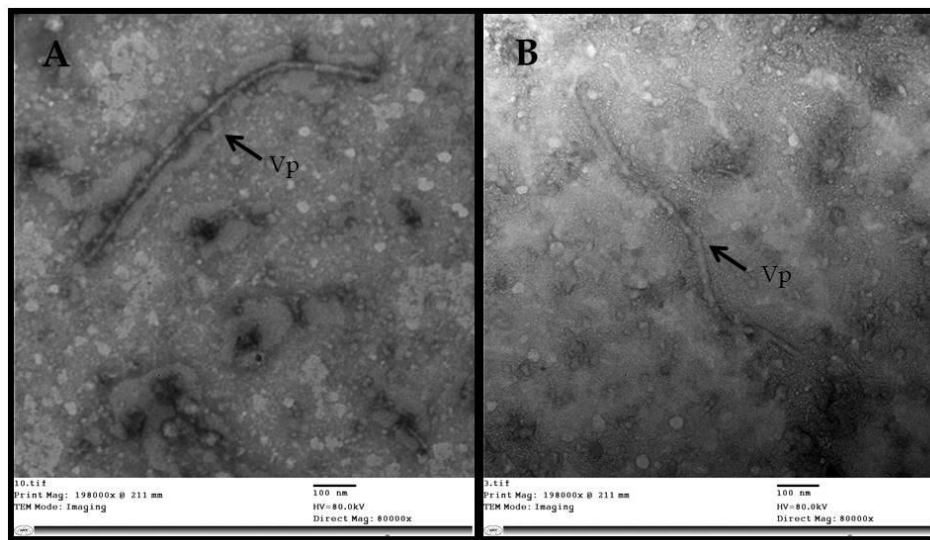 A
Vp
10.tif
Print Mag: 198000x @ 211 mm
TEM Mode: Imaging
100 nm
HV=80.0kV
Direct Mag: 80000x
B
Vp
3.tif
Print Mag: 198000x @ 211 mm
TEM Mode: Imaging
100 nm
HV=80.0kV
Direct Mag: 80000x